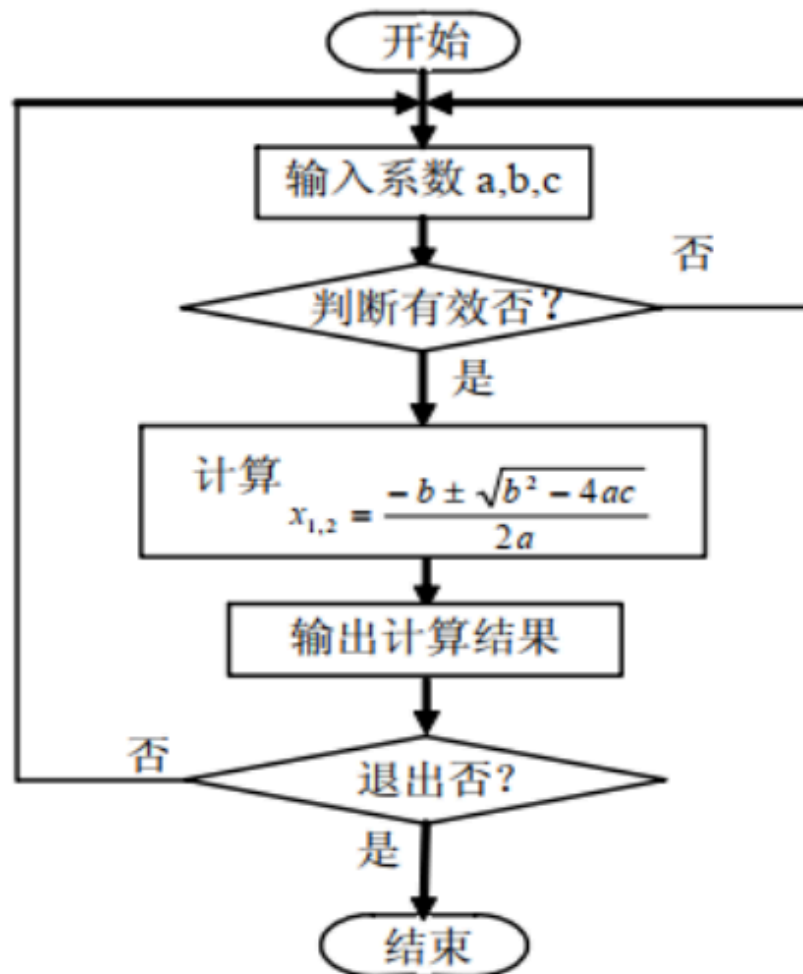 开始
输入系数 a,b,c
否
判断有效否？
是
计算 x₁,₂ = (-b ± √(b² - 4ac)) / 2a
输出计算结果
否
退出否？
是
结束